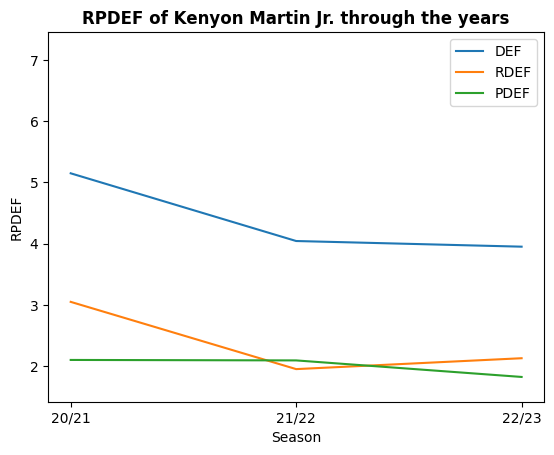 RPDEF of Kenyon Martin Jr. through the years
DEF
RDEF
PDEF
7
6
5
4
3
2
RPDEF
20/21
21/22
22/23
Season